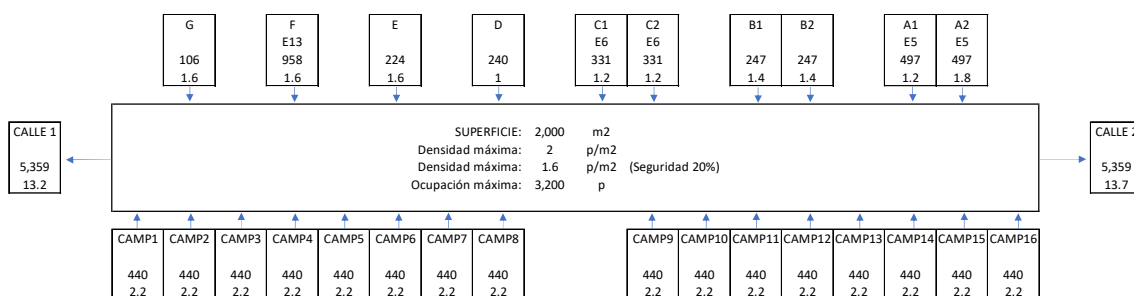 G F E D C1 C2 B1 B2 A1 A2
E13 E6 E6 E5 E5
106 958 224 240 331 331 247 247 497 497
1.6 1.6 1.6 1 1.2 1.2 1.4 1.4 1.2 1.8
CALLE 1
5,359
13.2
SUPERFICIE: 2,000 m2
Densidad máxima: 2 p/m2
Densidad máxima: 1.6 p/m2 (Seguridad 20%)
Ocupación máxima: 3,200 p
CALLE 2
5,359
13.7
CAMP1 CAMP2 CAMP3 CAMP4 CAMP5 CAMP6 CAMP7 CAMP8 CAMP9 CAMP10 CAMP11 CAMP12 CAMP13 CAMP14 CAMP15 CAMP16
440 440 440 440 440 440 440 440 440 440 440 440 440 440 440 440
2.2 2.2 2.2 2.2 2.2 2.2 2.2 2.2 2.2 2.2 2.2 2.2 2.2 2.2 2.2 2.2